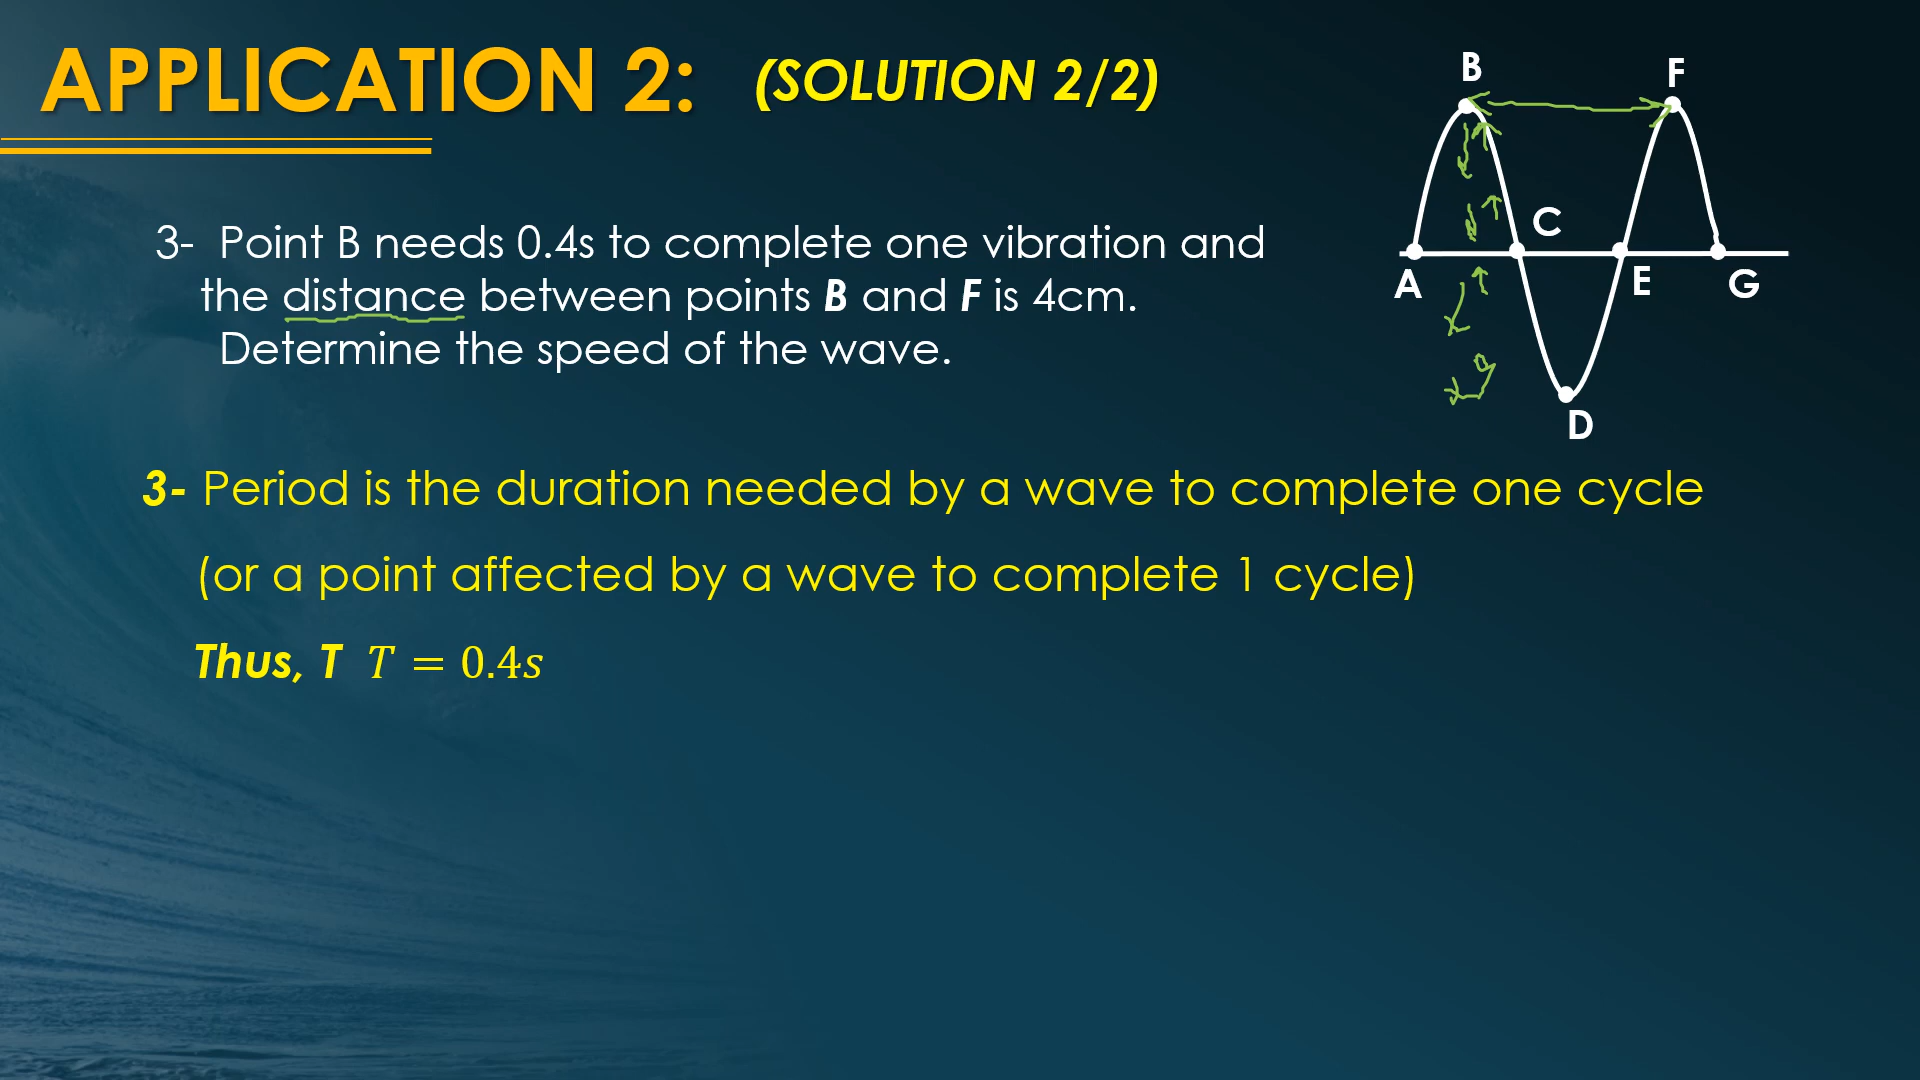 APPLICATION 2: (SOLUTION 2/2)
B
F
3- Point B needs 0.4s to complete one vibration and
the distance between points B and F is 4cm.
Determine the speed of the wave.
C
A
E
G
D
3- Period is the duration needed by a wave to complete one cycle
(or a point affected by a wave to complete 1 cycle)
Thus, T T = 0.4s